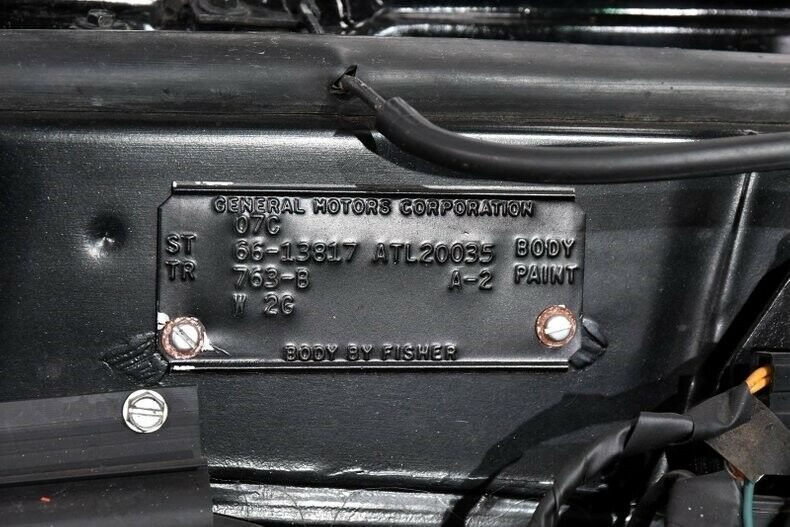 GENERAL MOTORS CORPORATION
07C
ST 66-13817 ATL20035 BODY
TR 763-B A-2 PAINT
W 2G
BODY BY FISHER